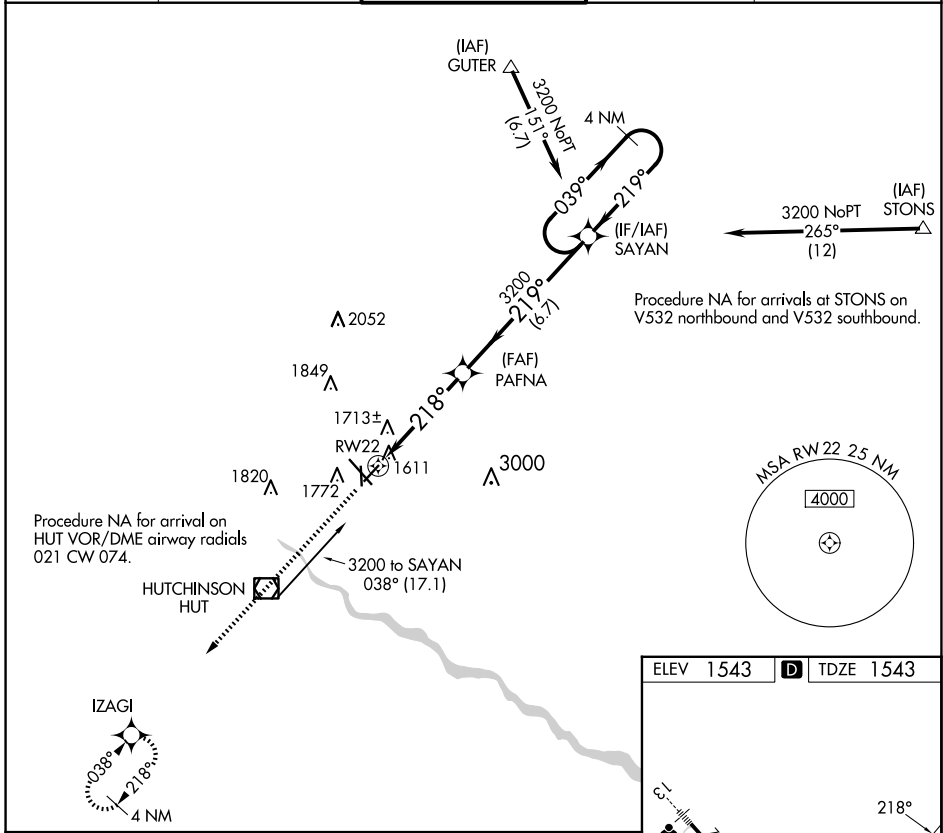 (IAF)
GUTER
3200 NoPT
151°
(6.7)
4 NM
039°
219°
(IF/IAF)
SAYAN
(IAF)
STONS
3200 NoPT
265°
(12)
Procedure NA for arrivals at STONS on
V532 northbound and V532 southbound.
3200
219°
(6.7)
2052
(FAF)
PAFNA
1849
218°
1713±
RW22
1611
1820
1772
3000
MSA RW 22 25 NM
4000
Procedure NA for arrival on
HUT VOR/DME airway radials
021 CW 074.
3200 to SAYAN
038° (17.1)
HUTCHINSON
HUT
IZAGI
038°
218°
4 NM
ELEV 1543 D TDZE 1543
13
218°